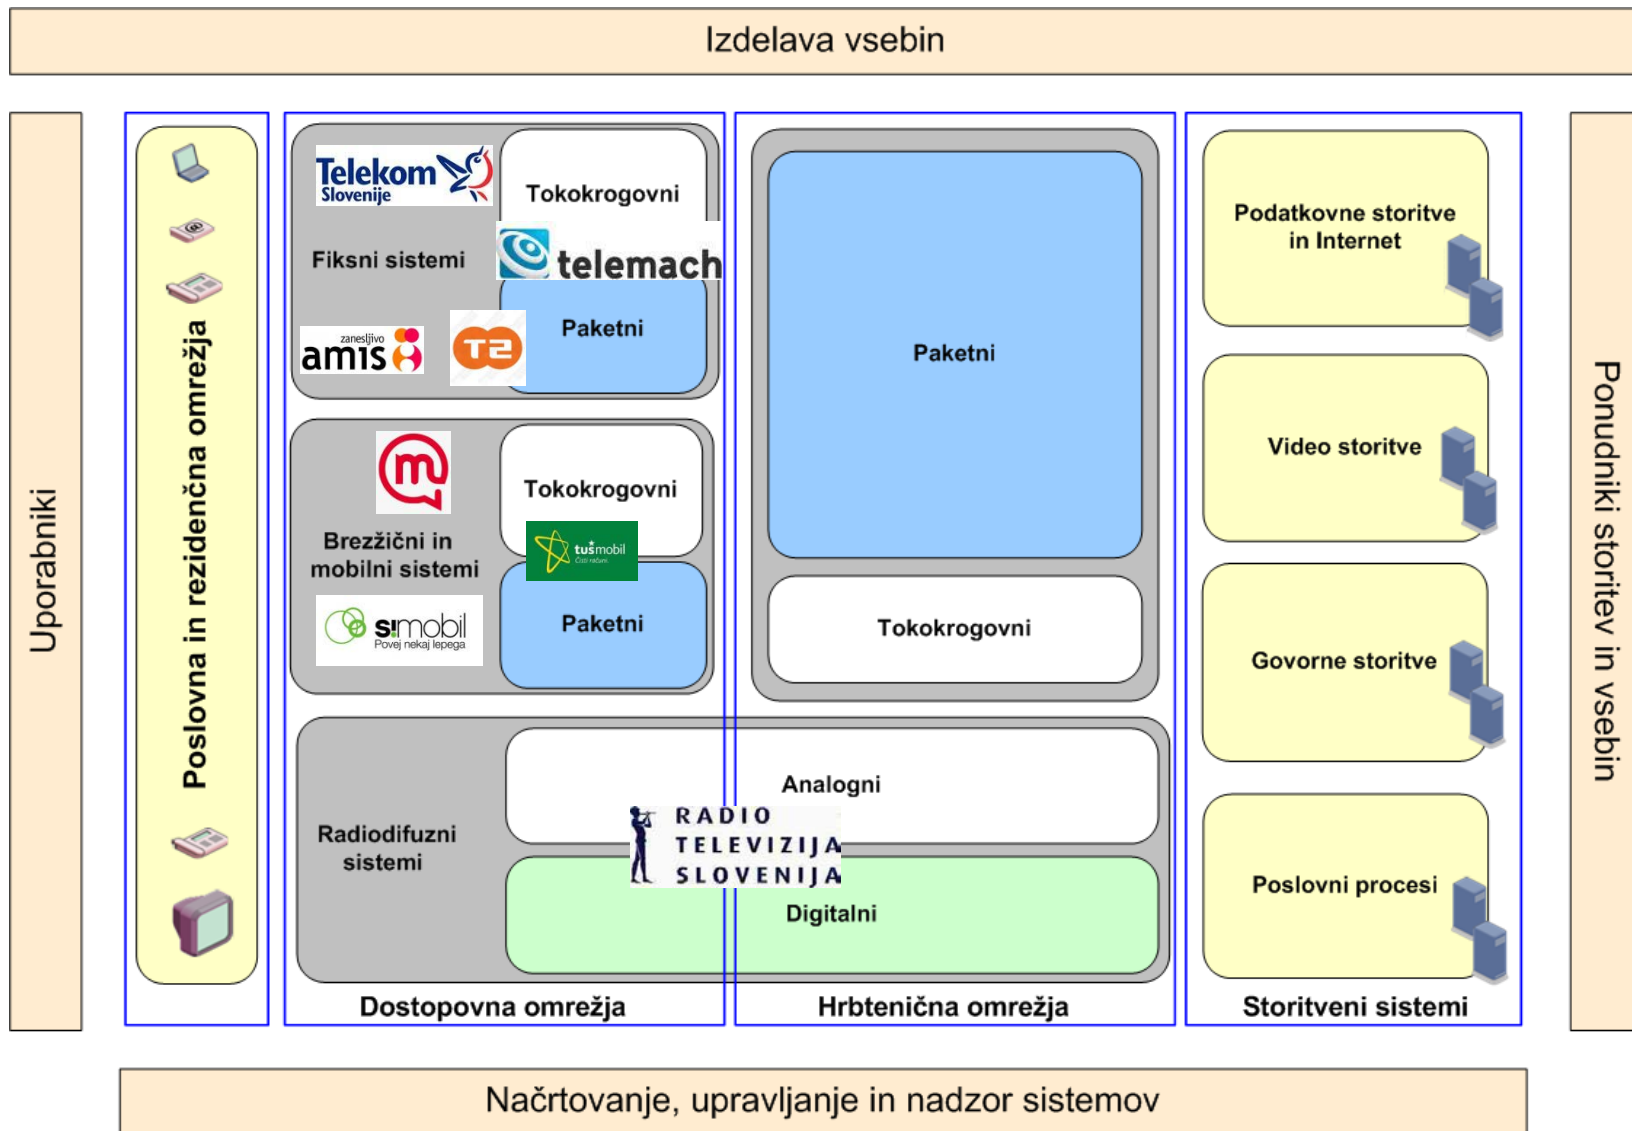 Izdelava vsebin
Uporabniki
Poslovna in rezidenčna omrežja
Telekom
Slovenije
Tokokrogovni
Fiksni sistemi
telemach
Paketni
zanesljivo
amis
T2
m
Tokokrogovni
Brezžični in
mobilni sistemi
tušmobil
Čisti računi.
Paketni
s!mobil
Povej nekaj lepega
Paketni
Tokokrogovni
Radiodifuzni
sistemi
Analogni
RADIO
TELEVIZIJA
SLOVENIJA
Digitalni
Dostopovna omrežja
Hrbtenična omrežja
Podatkovne storitve
in Internet
Video storitve
Govorne storitve
Poslovni procesi
Storitveni sistemi
Ponudniki storitev in vsebin
Načrtovanje, upravljanje in nadzor sistemov